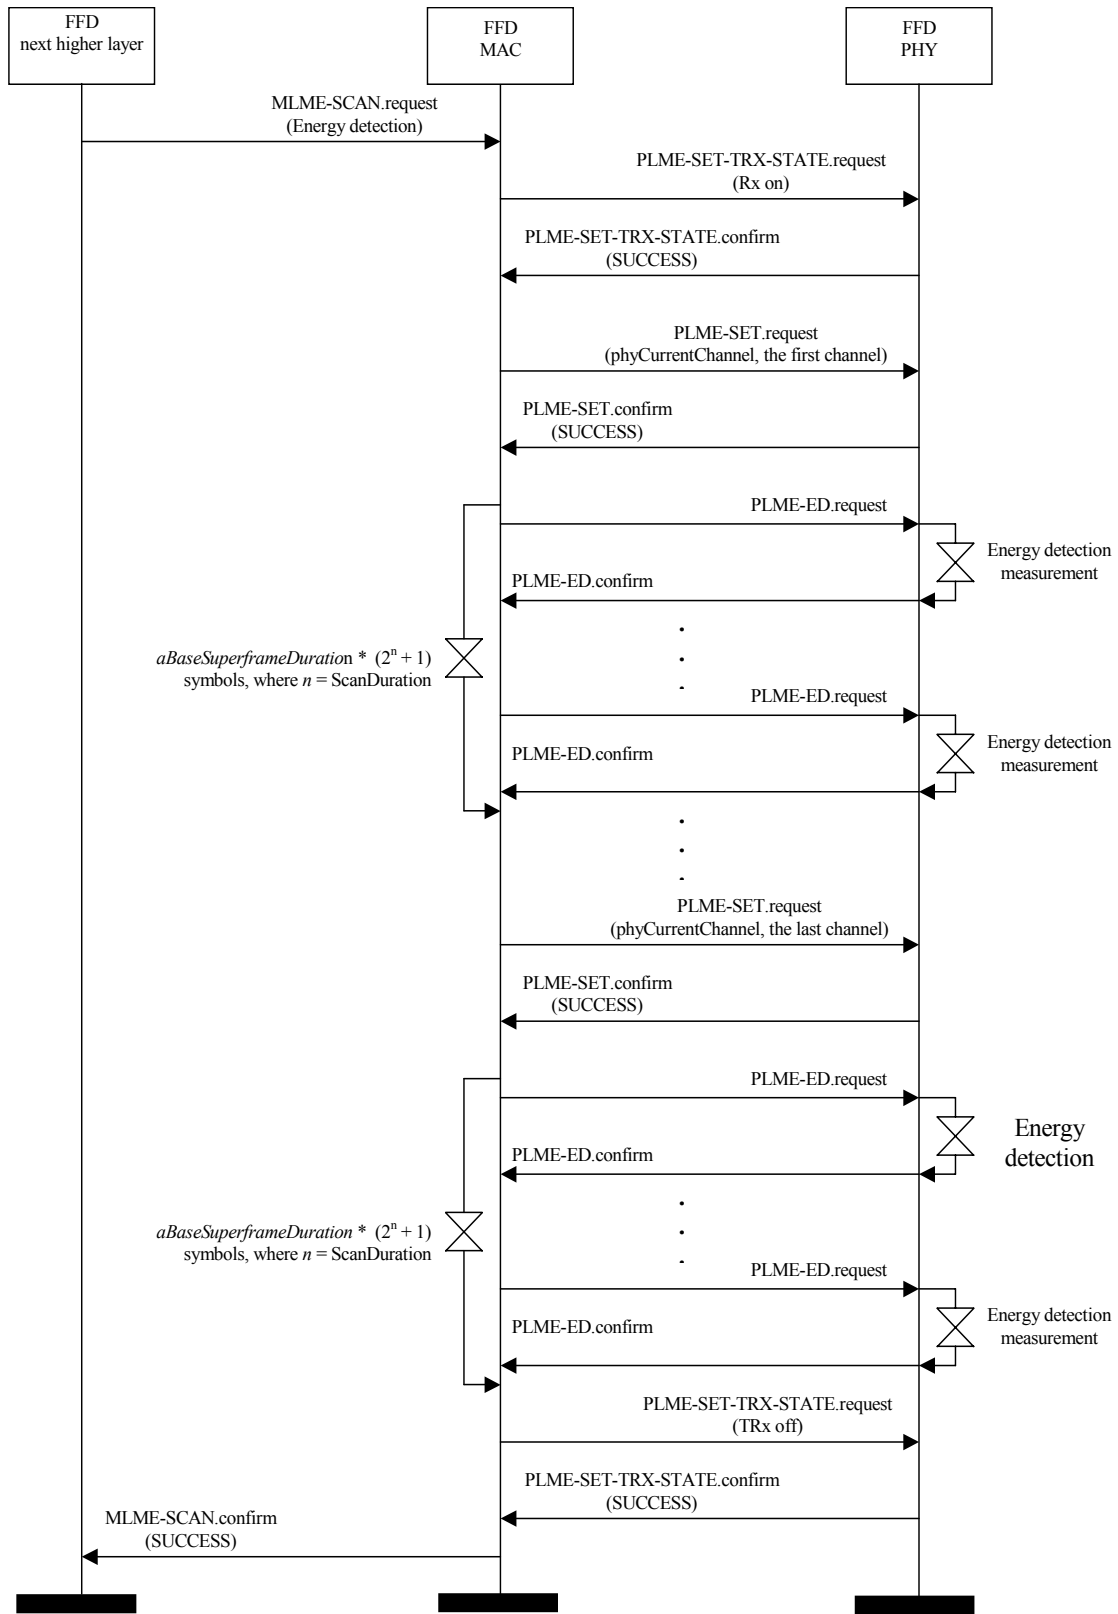 FFD
next higher layer
FFD
MAC
FFD
PHY
MLME-SCAN.request
(Energy detection)
PLME-SET-TRX-STATE.request
(Rx on)
PLME-SET-TRX-STATE.confirm
(SUCCESS)
PLME-SET.request
(phyCurrentChannel, the first channel)
PLME-SET.confirm
(SUCCESS)
PLME-ED.request
Energy detection
measurement
PLME-ED.confirm
aBaseSuperframeDuration * (2ⁿ + 1)
symbols, where n = ScanDuration
PLME-ED.request
Energy detection
measurement
PLME-ED.confirm
PLME-SET.request
(phyCurrentChannel, the last channel)
PLME-SET.confirm
(SUCCESS)
PLME-ED.request
Energy
detection
PLME-ED.confirm
aBaseSuperframeDuration * (2ⁿ + 1)
symbols, where n = ScanDuration
PLME-ED.request
Energy detection
measurement
PLME-ED.confirm
PLME-SET-TRX-STATE.request
(TRx off)
PLME-SET-TRX-STATE.confirm
(SUCCESS)
MLME-SCAN.confirm
(SUCCESS)